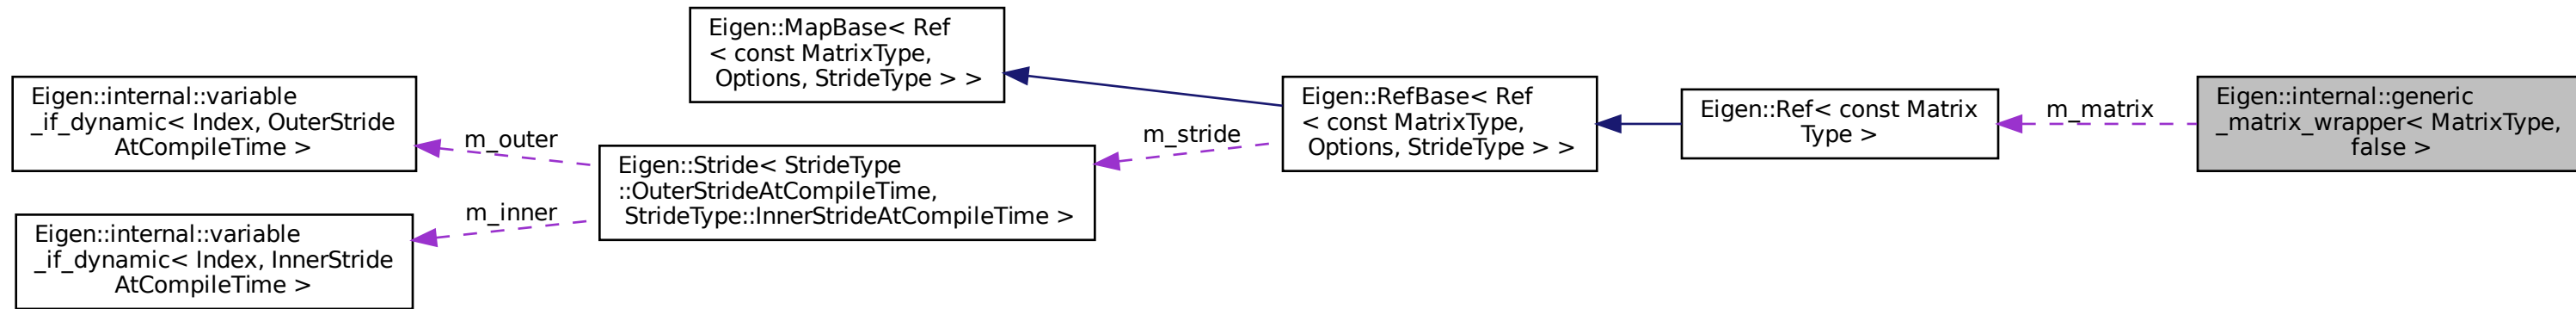 Eigen::MapBase< Ref
< const MatrixType,
Options, StrideType > >
Eigen::internal::variable
_if_dynamic< Index, OuterStride
AtCompileTime >
m_outer
Eigen::internal::variable
_if_dynamic< Index, InnerStride
AtCompileTime >
m_inner
Eigen::Stride< StrideType
::OuterStrideAtCompileTime,
StrideType::InnerStrideAtCompileTime >
m_stride
Eigen::RefBase< Ref
< const MatrixType,
Options, StrideType > >
Eigen::Ref< const Matrix
Type >
m_matrix
Eigen::internal::generic
_matrix_wrapper< MatrixType,
false >